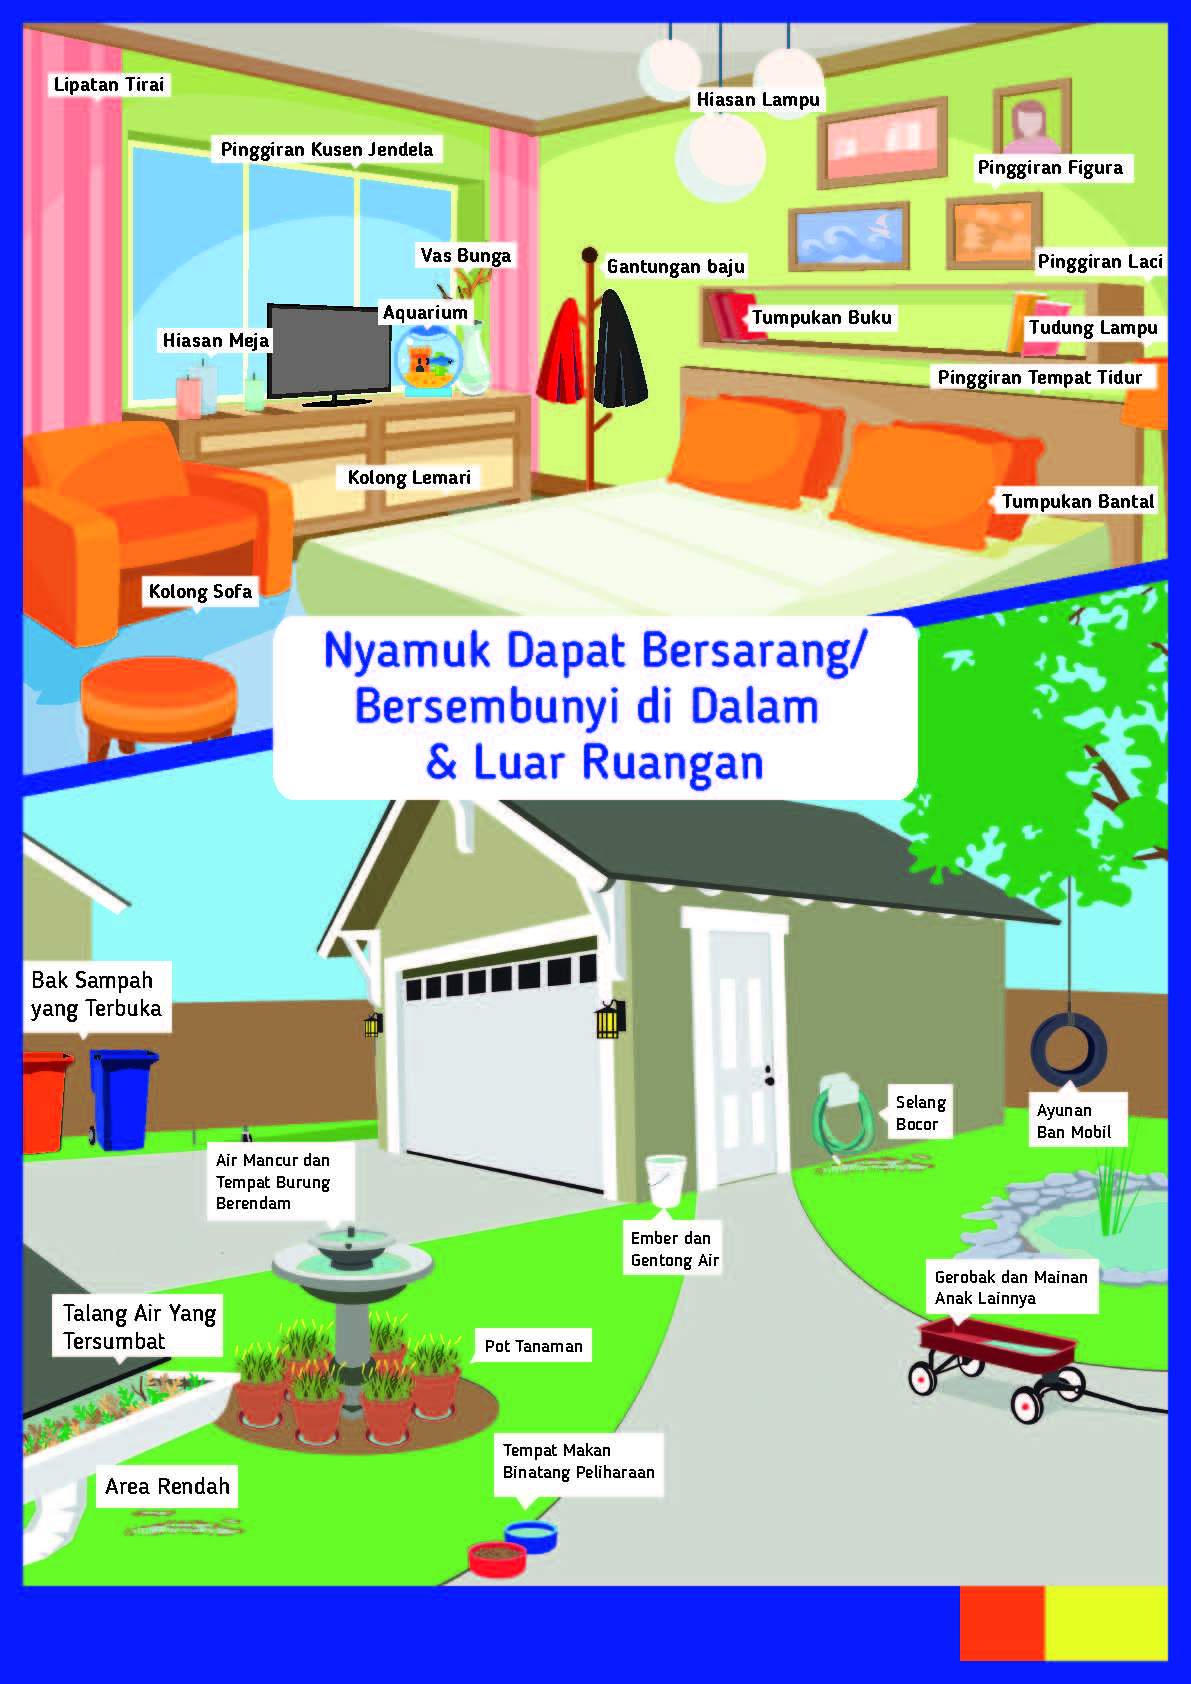 Lipatan Tirai
Hiasan Lampu
Pinggiran Kusen Jendela
Pinggiran Figura
Vas Bunga
Gantungan baju
Pinggiran Laci
Aquarium
Tumpukan Buku
Tudung Lampu
Hiasan Meja
Pinggiran Tempat Tidur
Kolong Lemari
Tumpukan Bantal
Kolong Sofa
Nyamuk Dapat Bersarang/
Bersembunyi di Dalam
& Luar Ruangan
Bak Sampah
yang Terbuka
Selang
Bocor
Ayunan
Ban Mobil
Air Mancur dan
Tempat Burung
Berendam
Ember dan
Gentong Air
Gerobak dan Mainan
Anak Lainnya
Talang Air Yang
Tersumbat
Pot Tanaman
Tempat Makan
Binatang Peliharaan
Area Rendah